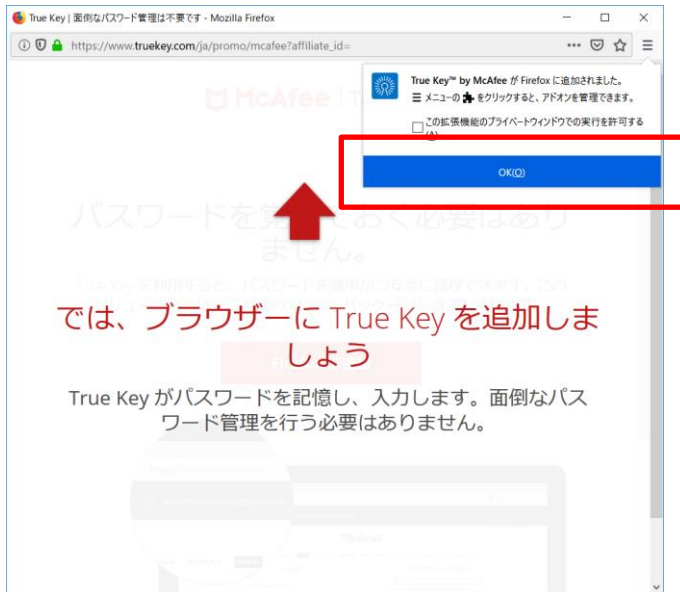 True Key | 面倒なパスワード管理は不要です - Mozilla Firefox
https://www.truekey.com/ja/promo/mcafee?affiliate_id=
True Key™ by McAfee が Firefox に追加されました。
メニューの をクリックすると、アドオンを管理できます。
この拡張機能のプライベートウィンドウでの実行を許可する
(A)
OK(O)
McAfee
パスワードを覚えておく必要はあり
ません。
では、ブラウザーに True Key を追加しま
しょう
True Key がパスワードを記憶し、入力します。面倒なパス
ワード管理を行う必要はありません。